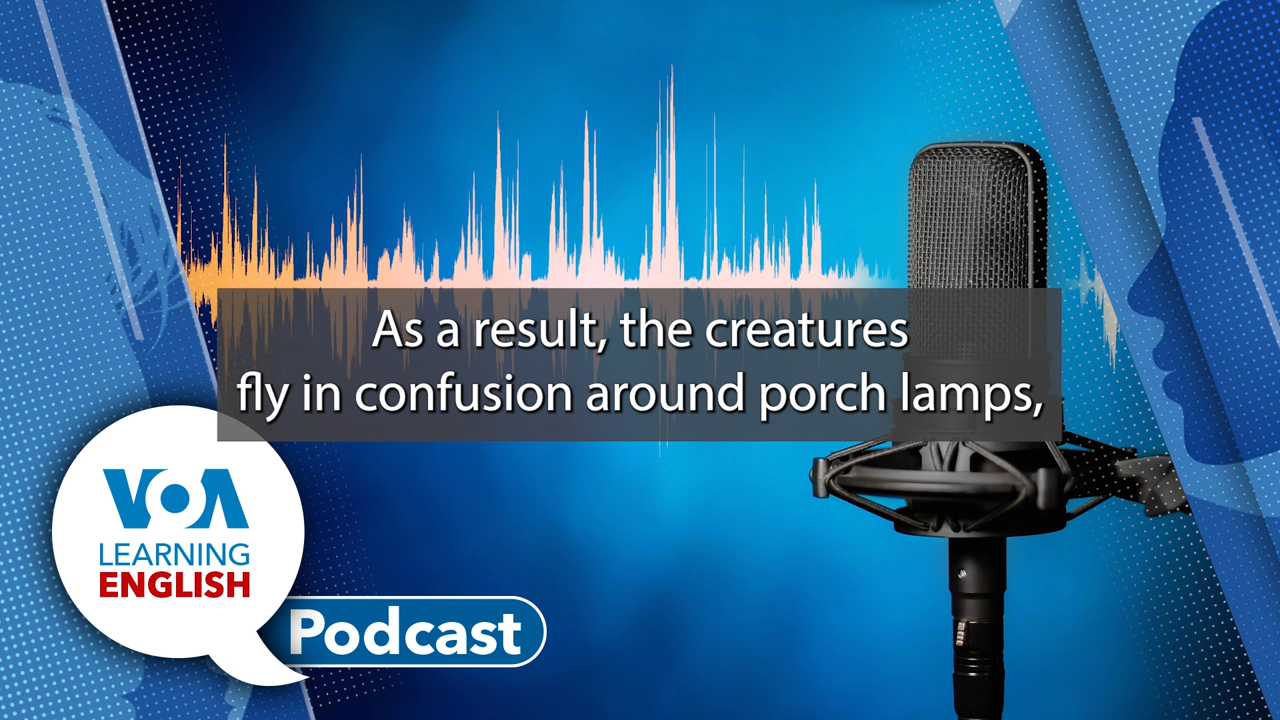 As a result, the creatures
fly in confusion around porch lamps,
VOA
LEARNING
ENGLISH
Podcast